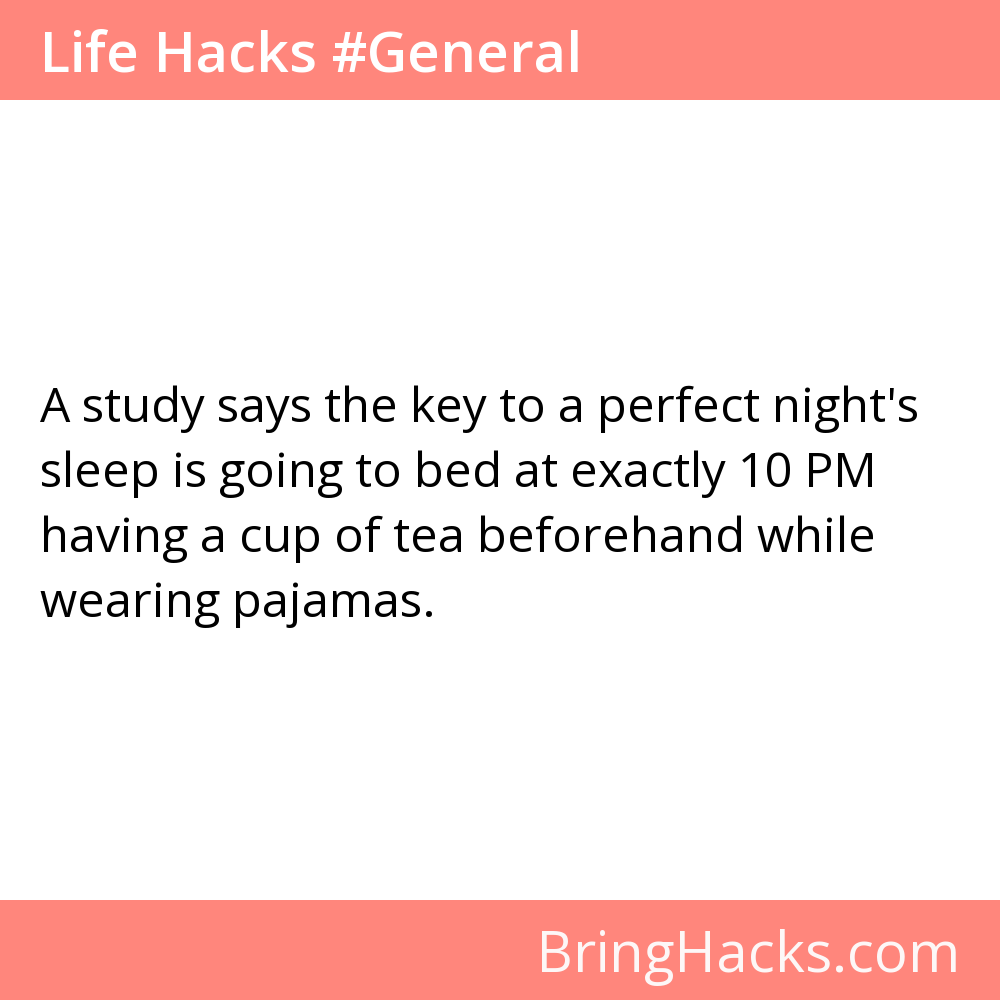 Life Hacks #General
A study says the key to a perfect night's
sleep is going to bed at exactly 10 PM
having a cup of tea beforehand while
wearing pajamas.
BringHacks.com